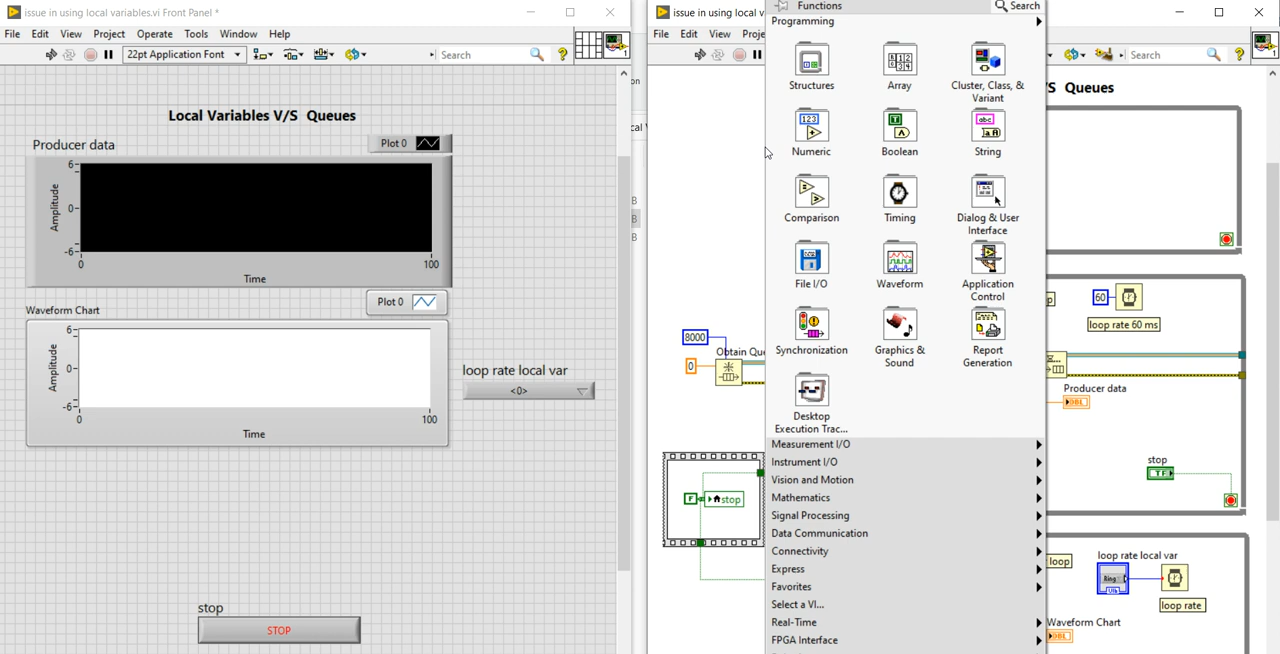 issue in using local variables.vi Front Panel *
File Edit View Project Operate Tools Window Help
22pt Application Font
Search
Local Variables V/S Queues
Producer data
Plot 0
Amplitude
6
0
-6
0
100
Time
Waveform Chart
Plot 0
Amplitude
6
0
-6
0
100
Time
loop rate local var
<0>
stop
STOP
issue in using local v
File Edit View Proje
Search
/S Queues
8000
0
Obtain Que
F
stop
Functions
Search
Programming
Structures
Array
Cluster, Class, &
Variant
Numeric
Boolean
String
Comparison
Timing
Dialog & User
Interface
File I/O
Waveform
Application
Control
Synchronization
Graphics &
Sound
Report
Generation
Desktop
Execution Trac...
Measurement I/O
Instrument I/O
Vision and Motion
Mathematics
Signal Processing
Data Communication
Connectivity
Express
Favorites
Select a VI...
Real-Time
FPGA Interface
60
loop rate 60 ms
Producer data
DBL
stop
TF
loop
loop rate local var
Ring
loop rate
Waveform Chart
DBL